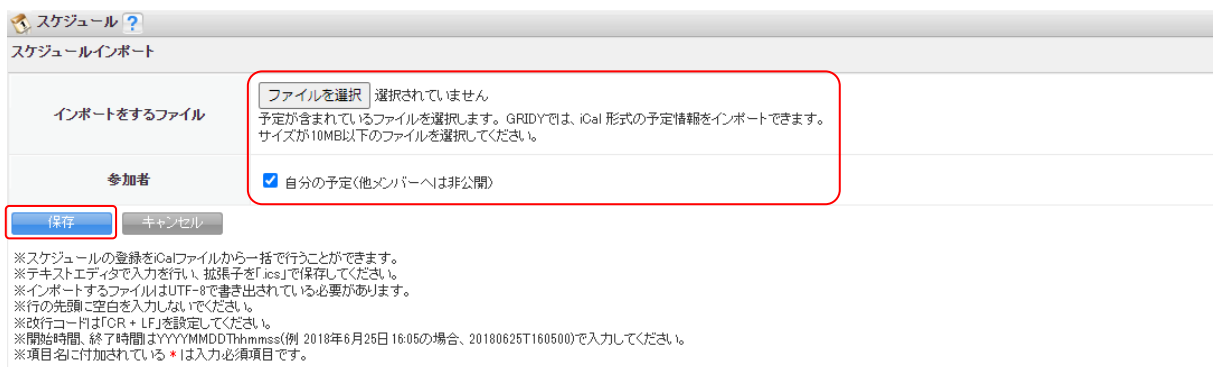 スケジュール ?
スケジュールインポート
インポートをするファイル
ファイルを選択 選択されていません
予定が含まれているファイルを選択します。GRIDYでは、iCal 形式の予定情報をインポートできます。
サイズが10MB以下のファイルを選択してください。
参加者
自分の予定(他メンバーへは非公開)
保存 キャンセル
※スケジュールの登録をiCalファイルから一括で行うことができます。
※テキストエディタで入力を行い、拡張子を「.ics」で保存してください。
※インポートするファイルはUTF-8で書き出されている必要があります。
※行の先頭に空白を入力しないでください。
※改行コードは「CR + LF」を設定してください。
※開始時間、終了時間はYYYYMMDDThhmmss(例 2018年6月25日 16:05の場合、20180625T160500)で入力してください。
※項目名に付加されている * は入力必須項目です。